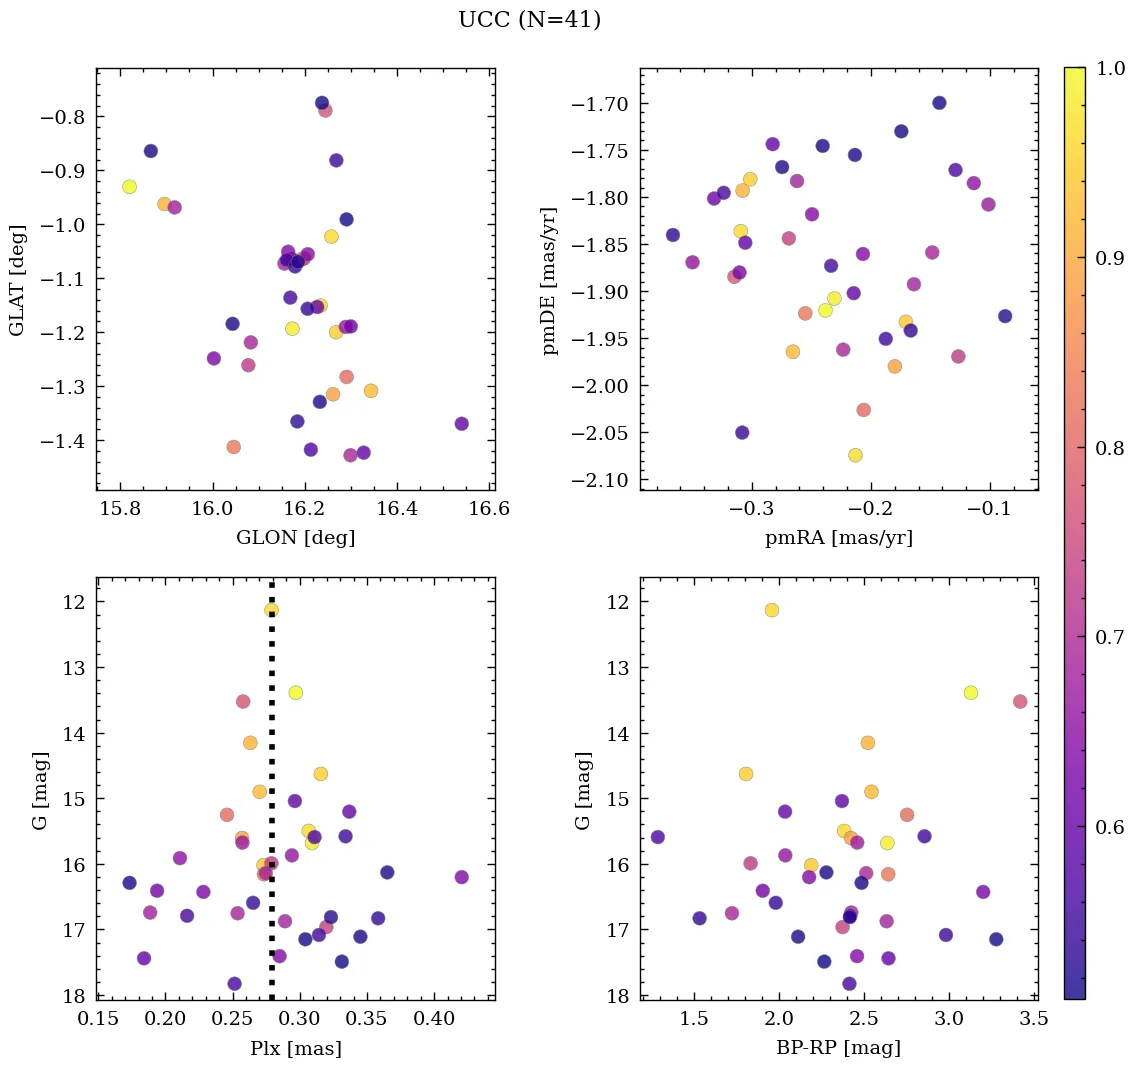 UCC (N=41)
−0.8
−0.9
−1.0
−1.1
−1.2
−1.3
−1.4
GLAT [deg]
15.8 16.0 16.2 16.4 16.6
GLON [deg]
−1.70
−1.75
−1.80
−1.85
−1.90
−1.95
−2.00
−2.05
−2.10
pmDE [mas/yr]
−0.3 −0.2 −0.1
pmRA [mas/yr]
12
13
14
15
16
17
18
G [mag]
0.15 0.20 0.25 0.30 0.35 0.40
Plx [mas]
12
13
14
15
16
17
18
G [mag]
1.5 2.0 2.5 3.0 3.5
BP-RP [mag]
1.0
0.9
0.8
0.7
0.6